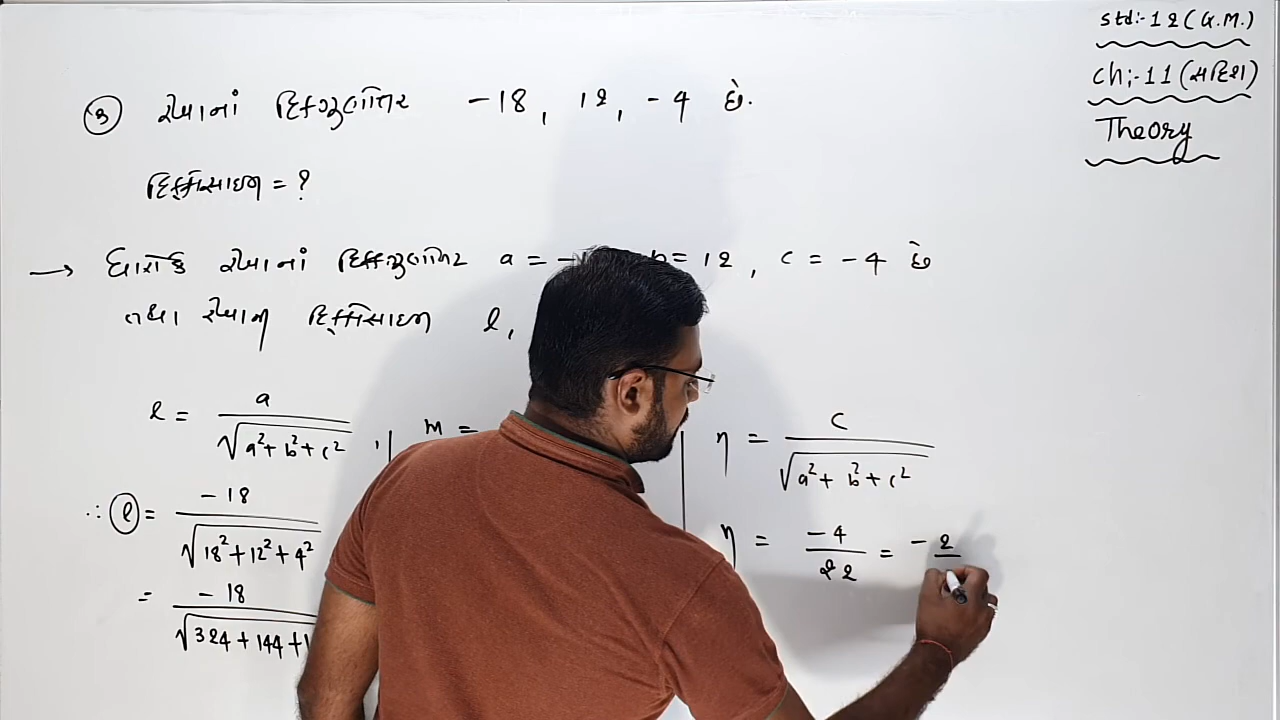 std:- 12 (G.M.)
ch:- 11 (સદિશ)
Theory
(3) રેખાનાં દિક્ગુણોત્તર -18, 12, -4 છે.
દિક્કોસાઇન = ?
→ ધારોકે રેખાનાં દિક્ગુણોત્તર a = - b = 12, c = -4 છે
તથા રેખાના દિક્કોસાઇન l,
l = a / √(a² + b² + c²), | m = | n = c / √(a² + b² + c²)
∴ l = -18 / √(18² + 12² + 4²) n = -4 / 22 = -2
= -18 / √(324 + 144 + 1